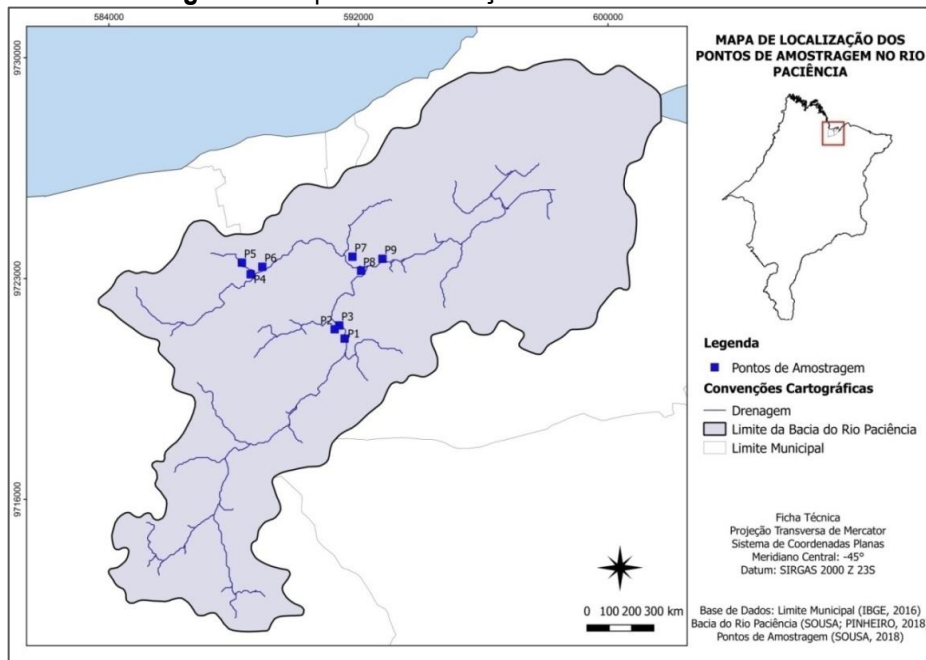 584000
592000
600000
9730000
9723000
9716000
P5
P6
P4
P7
P9
P8
P3
P2
P1
MAPA DE LOCALIZAÇÃO DOS
PONTOS DE AMOSTRAGEM NO RIO
PACIÊNCIA
Legenda
Pontos de Amostragem
Convenções Cartográficas
Drenagem
Limite da Bacia do Rio Paciência
Limite Municipal
Ficha Técnica
Projeção Transversa de Mercator
Sistema de Coordenadas Planas
Meridiano Central: -45°
Datum: SIRGAS 2000 Z 23S
0 100 200 300 km
Base de Dados: Limite Municipal (IBGE, 2016)
Bacia do Rio Paciência (SOUSA; PINHEIRO, 2018
Pontos de Amostragem (SOUSA, 2018)